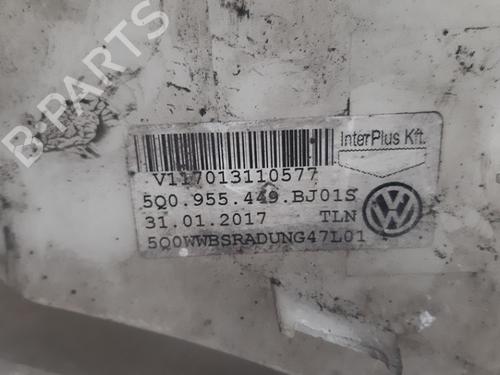 B-PARTS
InterPlus Kft.
V117013110577
5Q0.955.449.BJ01S
31.01.2017 TLN
5Q0WWBSRADUNG47L01